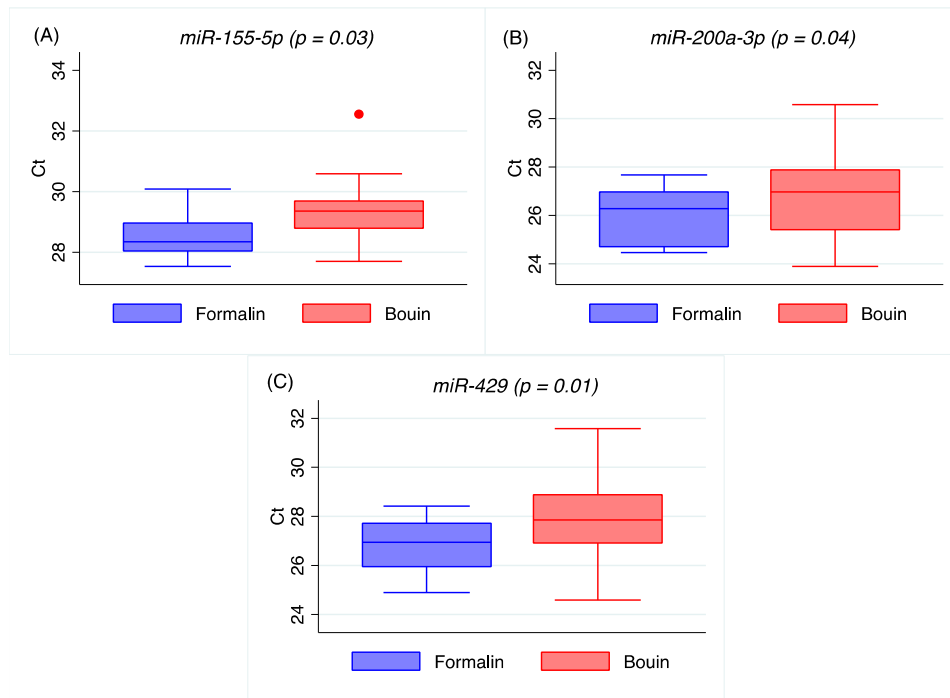 (A)
miR-155-5p (p = 0.03)
34
32
30
28
Ct
Formalin
Bouin
(B)
miR-200a-3p (p = 0.04)
32
30
28
26
24
Ct
Formalin
Bouin
(C)
miR-429 (p = 0.01)
32
30
28
26
24
Ct
Formalin
Bouin